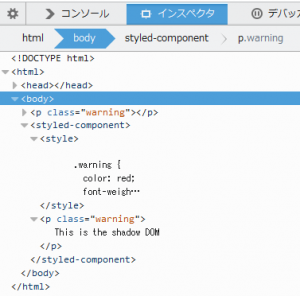 コンソール インスペクタ デバッ
html body styled-component p.warning
<!DOCTYPE html>
<html>
<head></head>
<body>
<p class="warning"></p>
<styled-component>
<style>
.warning {
color: red;
font-weigh…
</style>
<p class="warning">
This is the shadow DOM
</p>
</styled-component>
</body>
</html>